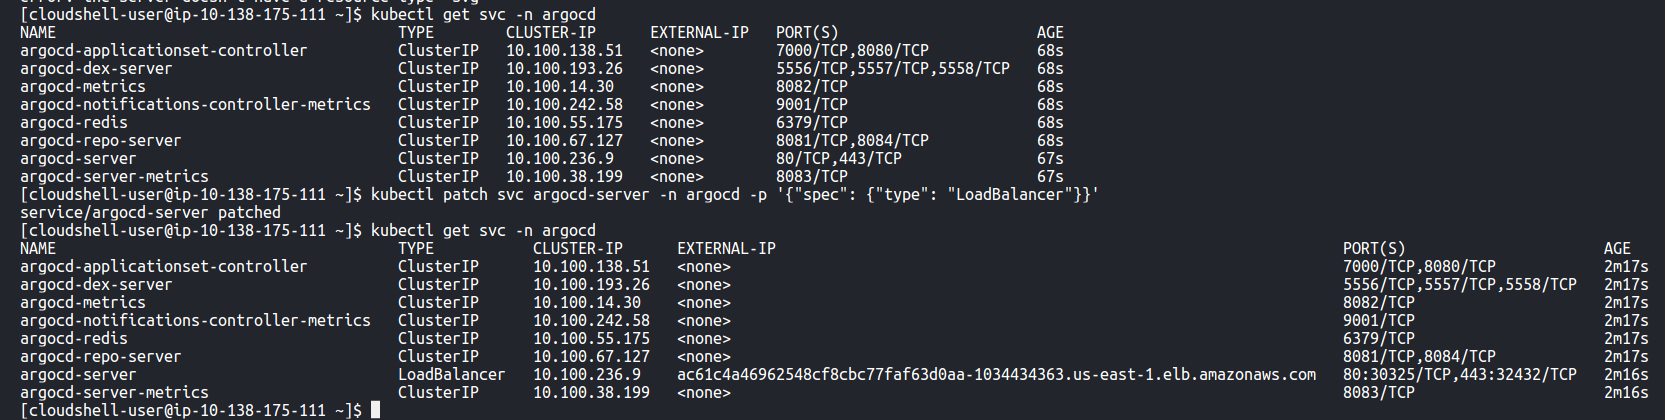 error: the server doesn't have a resource type "svg"
[cloudshell-user@ip-10-138-175-111 ~]$ kubectl get svc -n argocd
NAME TYPE CLUSTER-IP EXTERNAL-IP PORT(S) AGE
argocd-applicationset-controller ClusterIP 10.100.138.51 <none> 7000/TCP,8080/TCP 68s
argocd-dex-server ClusterIP 10.100.193.26 <none> 5556/TCP,5557/TCP,5558/TCP 68s
argocd-metrics ClusterIP 10.100.14.30 <none> 8082/TCP 68s
argocd-notifications-controller-metrics ClusterIP 10.100.242.58 <none> 9001/TCP 68s
argocd-redis ClusterIP 10.100.55.175 <none> 6379/TCP 68s
argocd-repo-server ClusterIP 10.100.67.127 <none> 8081/TCP,8084/TCP 68s
argocd-server ClusterIP 10.100.236.9 <none> 80/TCP,443/TCP 67s
argocd-server-metrics ClusterIP 10.100.38.199 <none> 8083/TCP 67s
[cloudshell-user@ip-10-138-175-111 ~]$ kubectl patch svc argocd-server -n argocd -p '{"spec": {"type": "LoadBalancer"}}'
service/argocd-server patched
[cloudshell-user@ip-10-138-175-111 ~]$ kubectl get svc -n argocd
NAME TYPE CLUSTER-IP EXTERNAL-IP PORT(S) AGE
argocd-applicationset-controller ClusterIP 10.100.138.51 <none> 7000/TCP,8080/TCP 2m17s
argocd-dex-server ClusterIP 10.100.193.26 <none> 5556/TCP,5557/TCP,5558/TCP 2m17s
argocd-metrics ClusterIP 10.100.14.30 <none> 8082/TCP 2m17s
argocd-notifications-controller-metrics ClusterIP 10.100.242.58 <none> 9001/TCP 2m17s
argocd-redis ClusterIP 10.100.55.175 <none> 6379/TCP 2m17s
argocd-repo-server ClusterIP 10.100.67.127 <none> 8081/TCP,8084/TCP 2m17s
argocd-server LoadBalancer 10.100.236.9 ac61c4a46962548cf8cbc77faf63d0aa-1034434363.us-east-1.elb.amazonaws.com 80:30325/TCP,443:32432/TCP 2m16s
argocd-server-metrics ClusterIP 10.100.38.199 <none> 8083/TCP 2m16s
[cloudshell-user@ip-10-138-175-111 ~]$